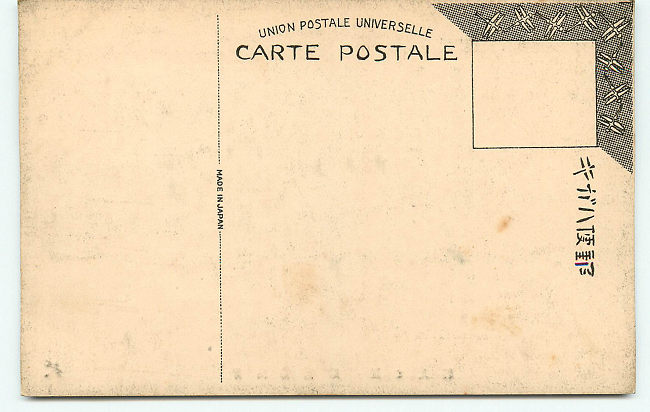 UNION POSTALE UNIVERSELLE
CARTE POSTALE
MADE IN JAPAN
郵便ハガキ